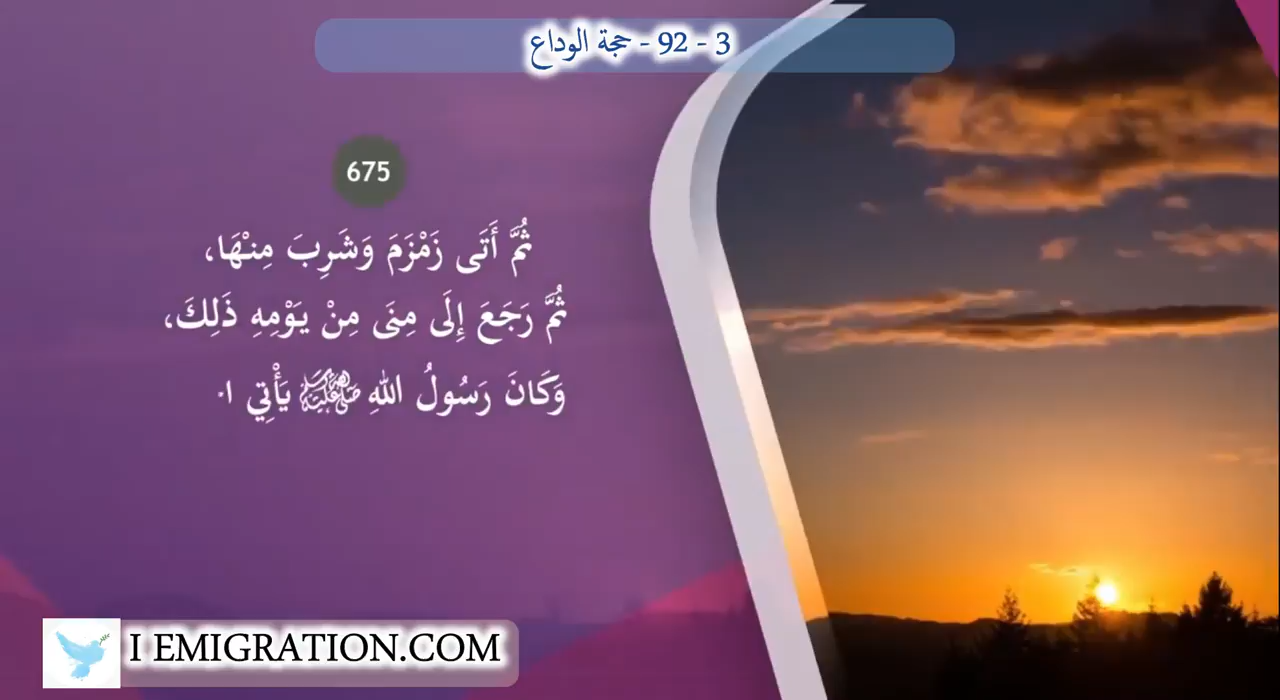 3 - 92 - حجة الوداع
675
ثُمَّ أَتَى زَمْزَمَ وَشَرِبَ مِنْهَا،
ثُمَّ رَجَعَ إِلَى مِنَى مِنْ يَوْمِهِ ذَلِكَ،
وَكَانَ رَسُولُ اللهِ ﷺ يَأْتِي
I EMIGRATION.COM